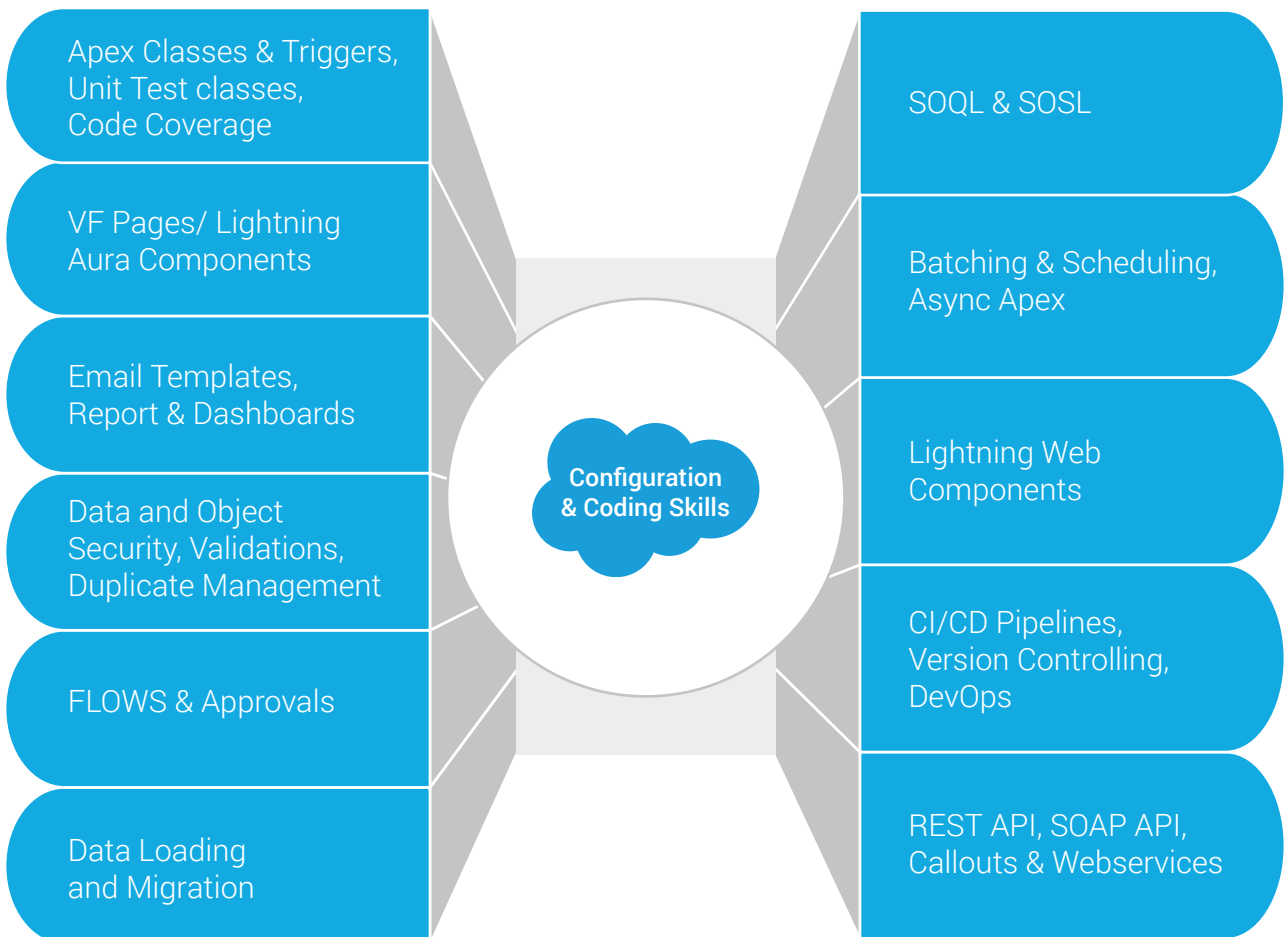 Apex Classes & Triggers,
Unit Test classes,
Code Coverage
VF Pages/ Lightning
Aura Components
Email Templates,
Report & Dashboards
Data and Object
Security, Validations,
Duplicate Management
FLOWS & Approvals
Data Loading
and Migration
Configuration
& Coding Skills
SOQL & SOSL
Batching & Scheduling,
Async Apex
Lightning Web
Components
CI/CD Pipelines,
Version Controlling,
DevOps
REST API, SOAP API,
Callouts & Webservices